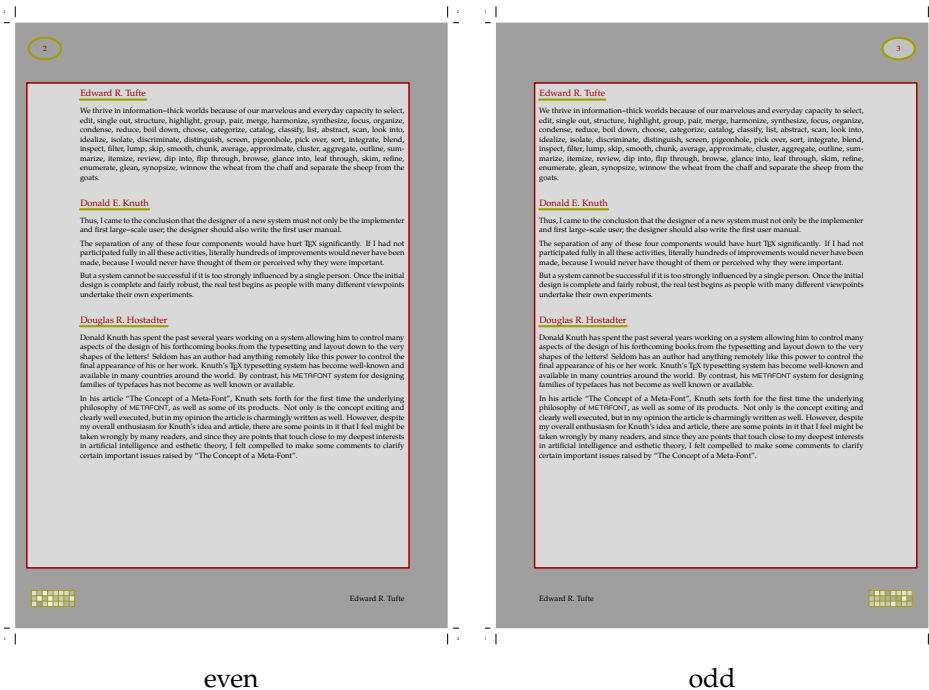 2
Edward R. Tufte
We thrive in information–thick worlds because of our marvelous and everyday capacity to select,
edit, single out, structure, highlight, group, pair, merge, harmonize, synthesize, focus, organize,
condense, reduce, boil down, choose, categorize, catalog, classify, list, abstract, scan, look into,
idealize, isolate, discriminate, distinguish, screen, pigeonhole, pick over, sort, integrate, blend,
inspect, filter, lump, skip, smooth, chunk, average, approximate, cluster, aggregate, outline, sum-
marize, itemize, review, dip into, flip through, browse, glance into, leaf through, skim, refine,
enumerate, glean, synopsize, winnow the wheat from the chaff and separate the sheep from the
goats.
Donald E. Knuth
Thus, I came to the conclusion that the designer of a new system must not only be the implementer
and first large–scale user; the designer should also write the first user manual.
The separation of any of these four components would have hurt TEX significantly. If I had not
participated fully in all these activities, literally hundreds of improvements would never have been
made, because I would never have thought of them or perceived why they were important.
But a system cannot be successful if it is too strongly influenced by a single person. Once the initial
design is complete and fairly robust, the real test begins as people with many different viewpoints
undertake their own experiments.
Douglas R. Hostadter
Donald Knuth has spent the past several years working on a system allowing him to control many
aspects of the design of his forthcoming books.from the typesetting and layout down to the very
shapes of the letters! Seldom has an author had anything remotely like this power to control the
final appearance of his or her work. Knuth's TEX typesetting system has become well-known and
available in many countries around the world. By contrast, his METAFONT system for designing
families of typefaces has not become as well known or available.
In his article “The Concept of a Meta-Font”, Knuth sets forth for the first time the underlying
philosophy of METAFONT, as well as some of its products. Not only is the concept exiting and
clearly well executed, but in my opinion the article is charmingly written as well. However, despite
my overall enthusiasm for Knuth's idea and article, there are some points in it that I feel might be
taken wrongly by many readers, and since they are points that touch close to my deepest interests
in artificial intelligence and esthetic theory, I felt compelled to make some comments to clarify
certain important issues raised by “The Concept of a Meta-Font”.
Edward R. Tufte
even
3
Edward R. Tufte
We thrive in information–thick worlds because of our marvelous and everyday capacity to select,
edit, single out, structure, highlight, group, pair, merge, harmonize, synthesize, focus, organize,
condense, reduce, boil down, choose, categorize, catalog, classify, list, abstract, scan, look into,
idealize, isolate, discriminate, distinguish, screen, pigeonhole, pick over, sort, integrate, blend,
inspect, filter, lump, skip, smooth, chunk, average, approximate, cluster, aggregate, outline, sum-
marize, itemize, review, dip into, flip through, browse, glance into, leaf through, skim, refine,
enumerate, glean, synopsize, winnow the wheat from the chaff and separate the sheep from the
goats.
Donald E. Knuth
Thus, I came to the conclusion that the designer of a new system must not only be the implementer
and first large–scale user; the designer should also write the first user manual.
The separation of any of these four components would have hurt TEX significantly. If I had not
participated fully in all these activities, literally hundreds of improvements would never have been
made, because I would never have thought of them or perceived why they were important.
But a system cannot be successful if it is too strongly influenced by a single person. Once the initial
design is complete and fairly robust, the real test begins as people with many different viewpoints
undertake their own experiments.
Douglas R. Hostadter
Donald Knuth has spent the past several years working on a system allowing him to control many
aspects of the design of his forthcoming books.from the typesetting and layout down to the very
shapes of the letters! Seldom has an author had anything remotely like this power to control the
final appearance of his or her work. Knuth's TEX typesetting system has become well-known and
available in many countries around the world. By contrast, his METAFONT system for designing
families of typefaces has not become as well known or available.
In his article “The Concept of a Meta-Font”, Knuth sets forth for the first time the underlying
philosophy of METAFONT, as well as some of its products. Not only is the concept exiting and
clearly well executed, but in my opinion the article is charmingly written as well. However, despite
my overall enthusiasm for Knuth's idea and article, there are some points in it that I feel might be
taken wrongly by many readers, and since they are points that touch close to my deepest interests
in artificial intelligence and esthetic theory, I felt compelled to make some comments to clarify
certain important issues raised by “The Concept of a Meta-Font”.
Edward R. Tufte
odd